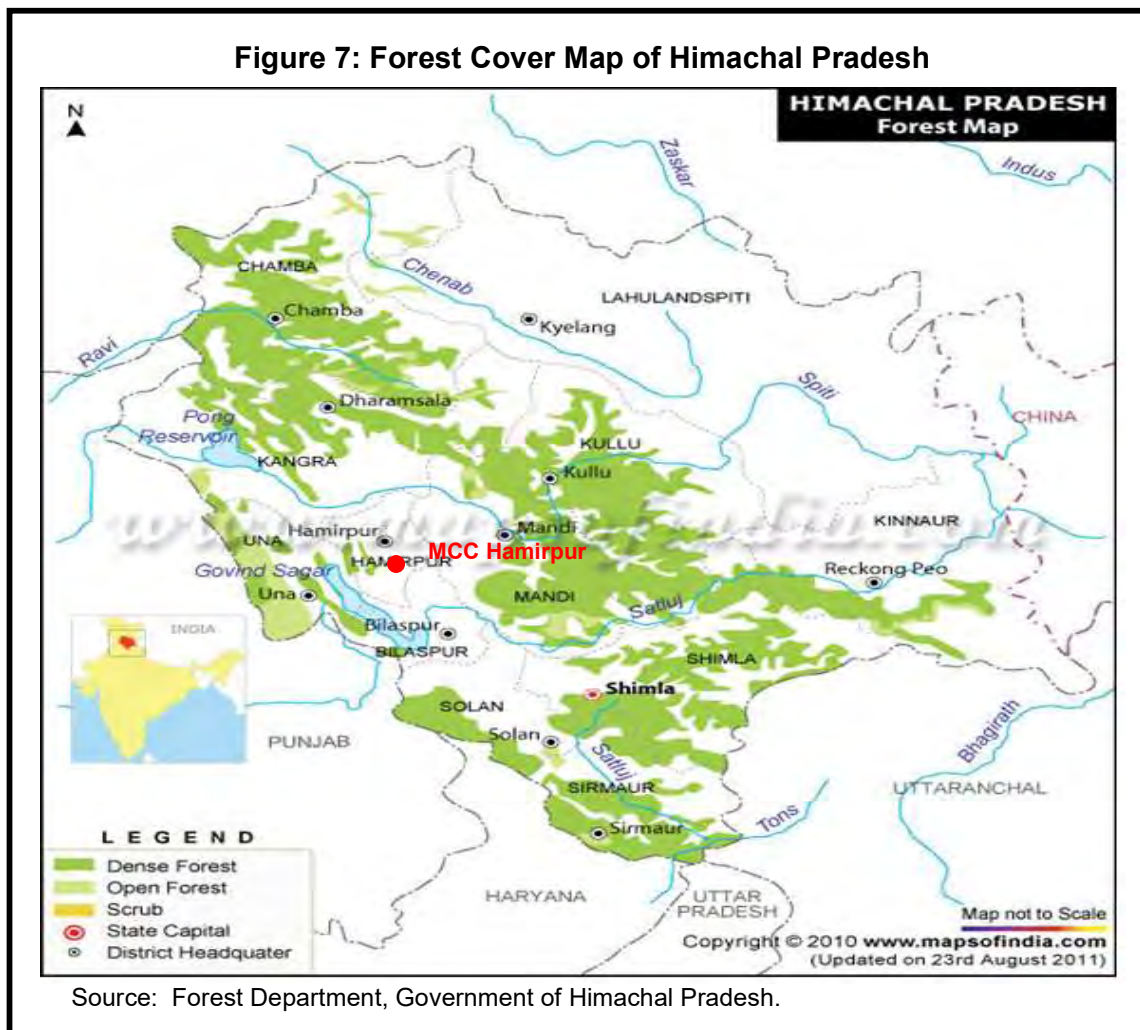 Figure 7: Forest Cover Map of Himachal Pradesh
N
HIMACHAL PRADESH
Forest Map
Zaskar
Indus
CHAMBA
Chenab
LAHULANDSPITI
Chamba
Kyelang
Ravi
Spiti
Dharamsala
Pong
Reservoir
CHINA
KULLU
KANGRA
Kullu
KINNAUR
Hamirpur
Mandi
UNA
MCC Hamirpur
HAMIRPUR
Govind Sagar
Reckong Peo
Una
MANDI
Satluj
INDIA
Bilaspur
BILASPUR
SHIMLA
Shimla
SOLAN
Solan
PUNJAB
Satluj
Bhagirath
UTTARANCHAL
SIRMAUR
Tons
Sirmaur
LEGEND
Dense Forest
Open Forest
Scrub
State Capital
District Headquater
HARYANA
UTTAR
PRADESH
Map not to Scale
Copyright © 2010 www.mapsofindia.com
(Updated on 23rd August 2011)
Source: Forest Department, Government of Himachal Pradesh.